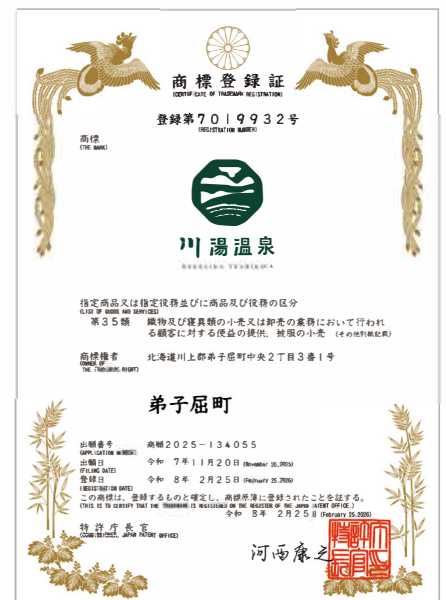 商標登録証
(CERTIFICATE OF TRADEMARK REGISTRATION)
登録第7019932号
(REGISTRATION NUMBER)
商標
(THE MARK)
川湯温泉
指定商品又は指定役務並びに商品及び役務の区分
(LIST OF GOODS AND SERVICES)
第35類 織物及び寝具類の小売又は卸売の業務において行われ
る顧客に対する便益の提供，被服の小売 (その他別紙記載)
商標権者 北海道川上郡弟子屈町中央2丁目3番1号
(OWNER OF
THE TRADEMARK RIGHT)
弟子屈町
出願番号 商願2025-134055
(APPLICATION NUMBER)
出願日 令和 7年11月20日 (November 20,2025)
(FILING DATE)
登録日 令和 8年 2月25日 (February 25,2026)
(REGISTRATION DATE)
この商標は、登録するものと確定し、商標原簿に登録されたことを証する。
(THIS IS TO CERTIFY THAT THE IS REGISTERED ON THE REGISTER OF THE JAPAN PATENT OFFICE.)
令和 8年 2月25日 (February 25,2026)
特許庁長官
(COMMISSIONER, JAPAN PATENT OFFICE)
河西康之